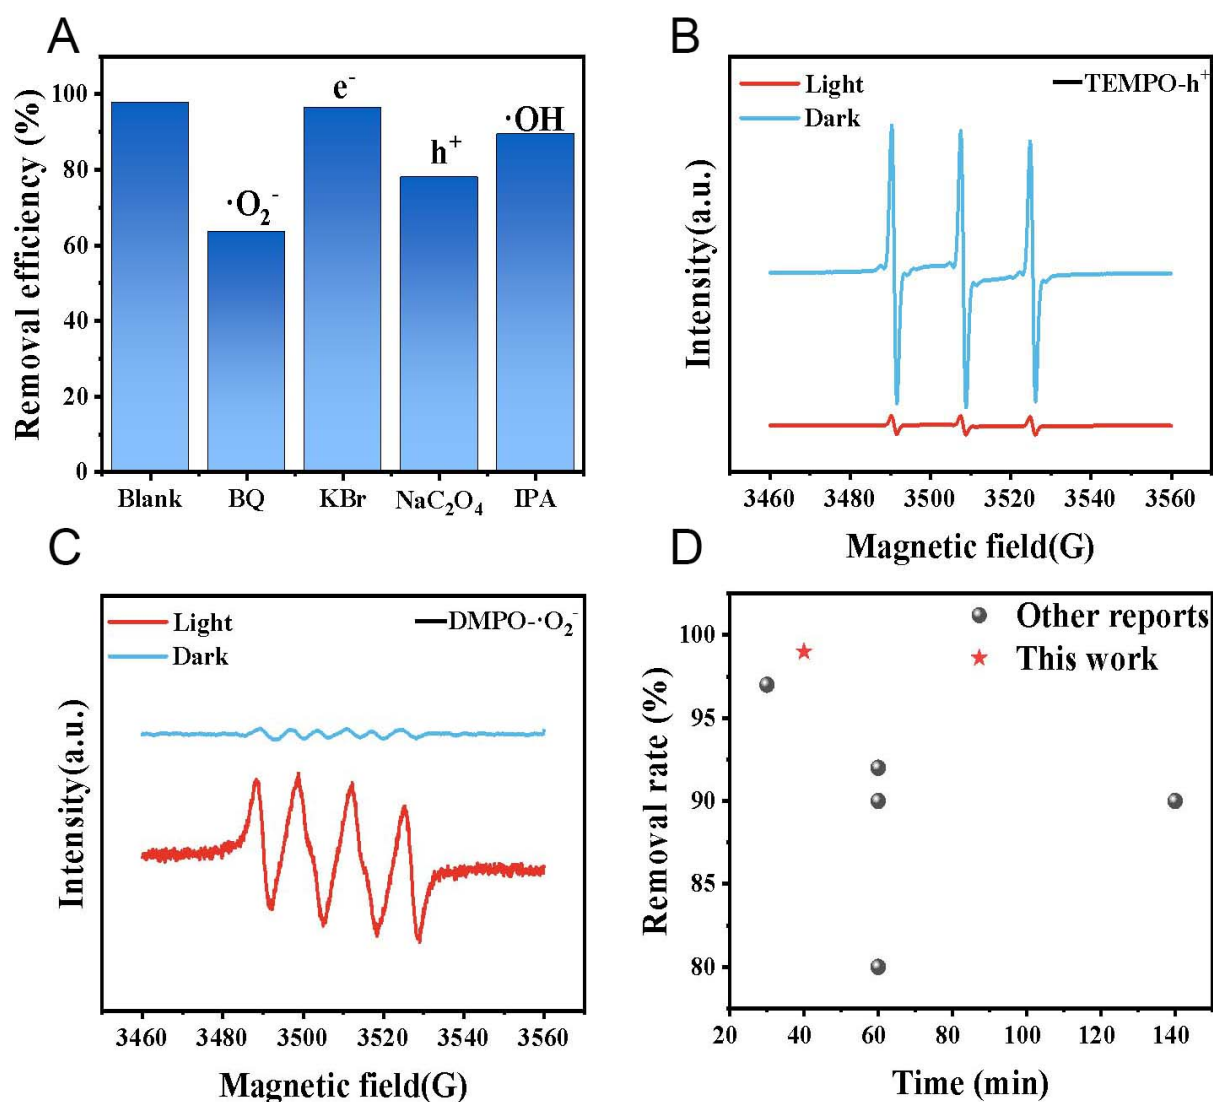 A
Removal efficiency (%)
100
80
60
40
20
0
·O₂⁻
e⁻
h⁺
·OH
Blank
BQ
KBr
NaC₂O₄
IPA
B
Light
Dark
TEMPO-h⁺
Intensity(a.u.)
3460
3480
3500
3520
3540
3560
Magnetic field(G)
C
Light
Dark
DMPO-·O₂⁻
Intensity(a.u.)
3460
3480
3500
3520
3540
3560
Magnetic field(G)
D
Other reports
This work
Removal rate (%)
100
95
90
85
80
20
40
60
80
100
120
140
Time (min)